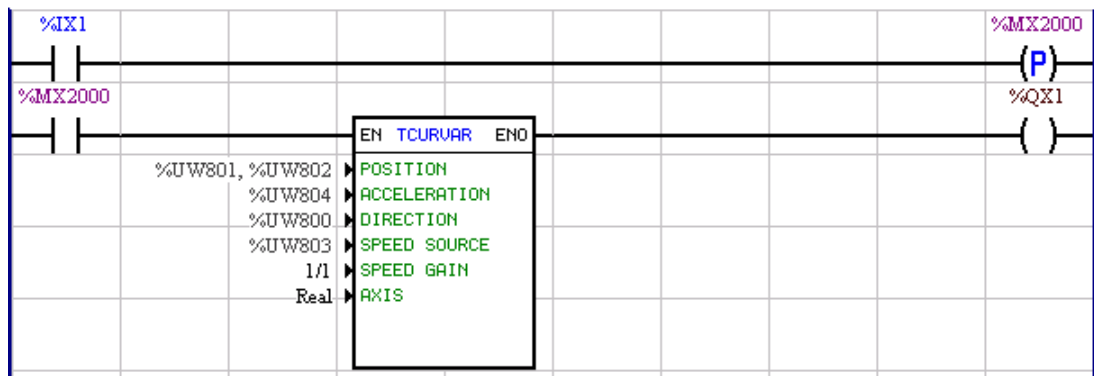 %IX1 %MX2000
P
%MX2000 %QX1
EN TCURVAR ENO
%UW801, %UW802 POSITION
%UW804 ACCELERATION
%UW800 DIRECTION
%UW803 SPEED SOURCE
1/1 SPEED GAIN
Real AXIS